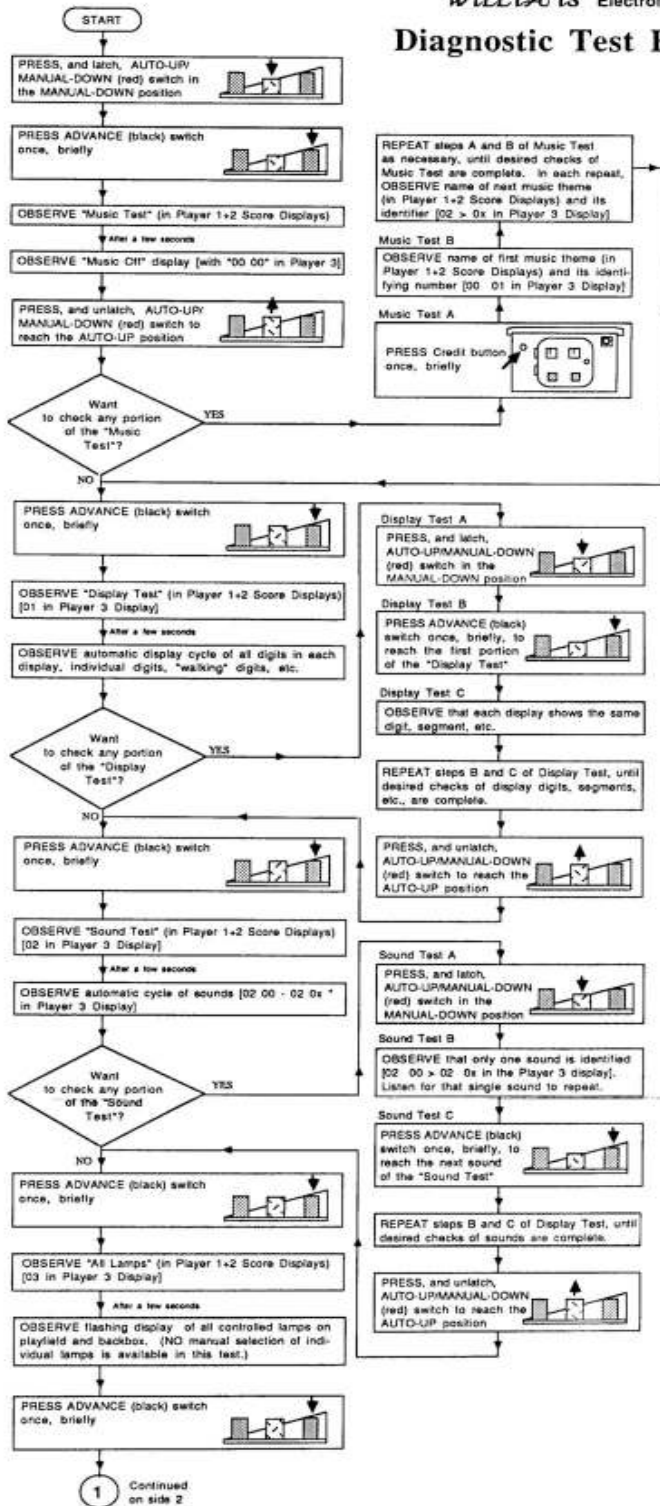 WILLIAMS Electron
Diagnostic Test
START
PRESS, and latch, AUTO-UP/
MANUAL-DOWN (red) switch in
the MANUAL-DOWN position
PRESS ADVANCE (black) switch
once, briefly
OBSERVE "Music Test" (in Player 1+2 Score Displays)
After a few seconds
OBSERVE "Music Off" display [with "00 00" in Player 3]
PRESS, and unlatch, AUTO-UP/
MANUAL-DOWN (red) switch to
reach the AUTO-UP position
Want
to check any portion
of the "Music
Test"?
YES
NO
REPEAT steps A and B of Music Test
as necessary, until desired checks of
Music Test are complete. In each repeat,
OBSERVE name of next music theme
(in Player 1+2 Score Displays) and its
identifier [02 > 0x in Player 3 Display]
Music Test B
OBSERVE name of first music theme (in
Player 1+2 Score Displays) and its identi-
fying number [00 01 in Player 3 Display]
Music Test A
PRESS Credit button
once, briefly
PRESS ADVANCE (black) switch
once, briefly
OBSERVE "Display Test" (in Player 1+2 Score Displays)
[01 in Player 3 Display]
After a few seconds
OBSERVE automatic display cycle of all digits in each
display, individual digits, "walking" digits, etc.
Want
to check any portion
of the "Display
Test"?
YES
NO
Display Test A
PRESS, and latch,
AUTO-UP/MANUAL-DOWN
(red) switch in the
MANUAL-DOWN position
Display Test B
PRESS ADVANCE (black)
switch once, briefly, to
reach the first portion
of the "Display Test"
Display Test C
OBSERVE that each display shows the same
digit, segment, etc.
REPEAT steps B and C of Display Test, until
desired checks of display digits, segments,
etc., are complete.
PRESS, and unlatch,
AUTO-UP/MANUAL-DOWN
(red) switch to reach the
AUTO-UP position
PRESS ADVANCE (black) switch
once, briefly
OBSERVE "Sound Test" (in Player 1+2 Score Displays)
[02 in Player 3 Display]
After a few seconds
OBSERVE automatic cycle of sounds [02 00 - 02 0x *
in Player 3 Display]
Want
to check any portion
of the "Sound
Test"?
YES
NO
Sound Test A
PRESS, and latch,
AUTO-UP/MANUAL-DOWN
(red) switch in the
MANUAL-DOWN position
Sound Test B
OBSERVE that only one sound is identified
[02 00 > 02 0x in the Player 3 display].
Listen for that single sound to repeat.
Sound Test C
PRESS ADVANCE (black)
switch once, briefly, to
reach the next sound
of the "Sound Test"
REPEAT steps B and C of Display Test, until
desired checks of sounds are complete.
PRESS, and unlatch,
AUTO-UP/MANUAL-DOWN
(red) switch to reach the
AUTO-UP position
PRESS ADVANCE (black) switch
once, briefly
OBSERVE "All Lamps" (in Player 1+2 Score Displays)
[03 in Player 3 Display]
After a few seconds
OBSERVE flashing display of all controlled lamps on
playfield and backbox. (NO manual selection of indi-
vidual lamps is available in this test.)
PRESS ADVANCE (black) switch
once, briefly
1
Continued
on side 2